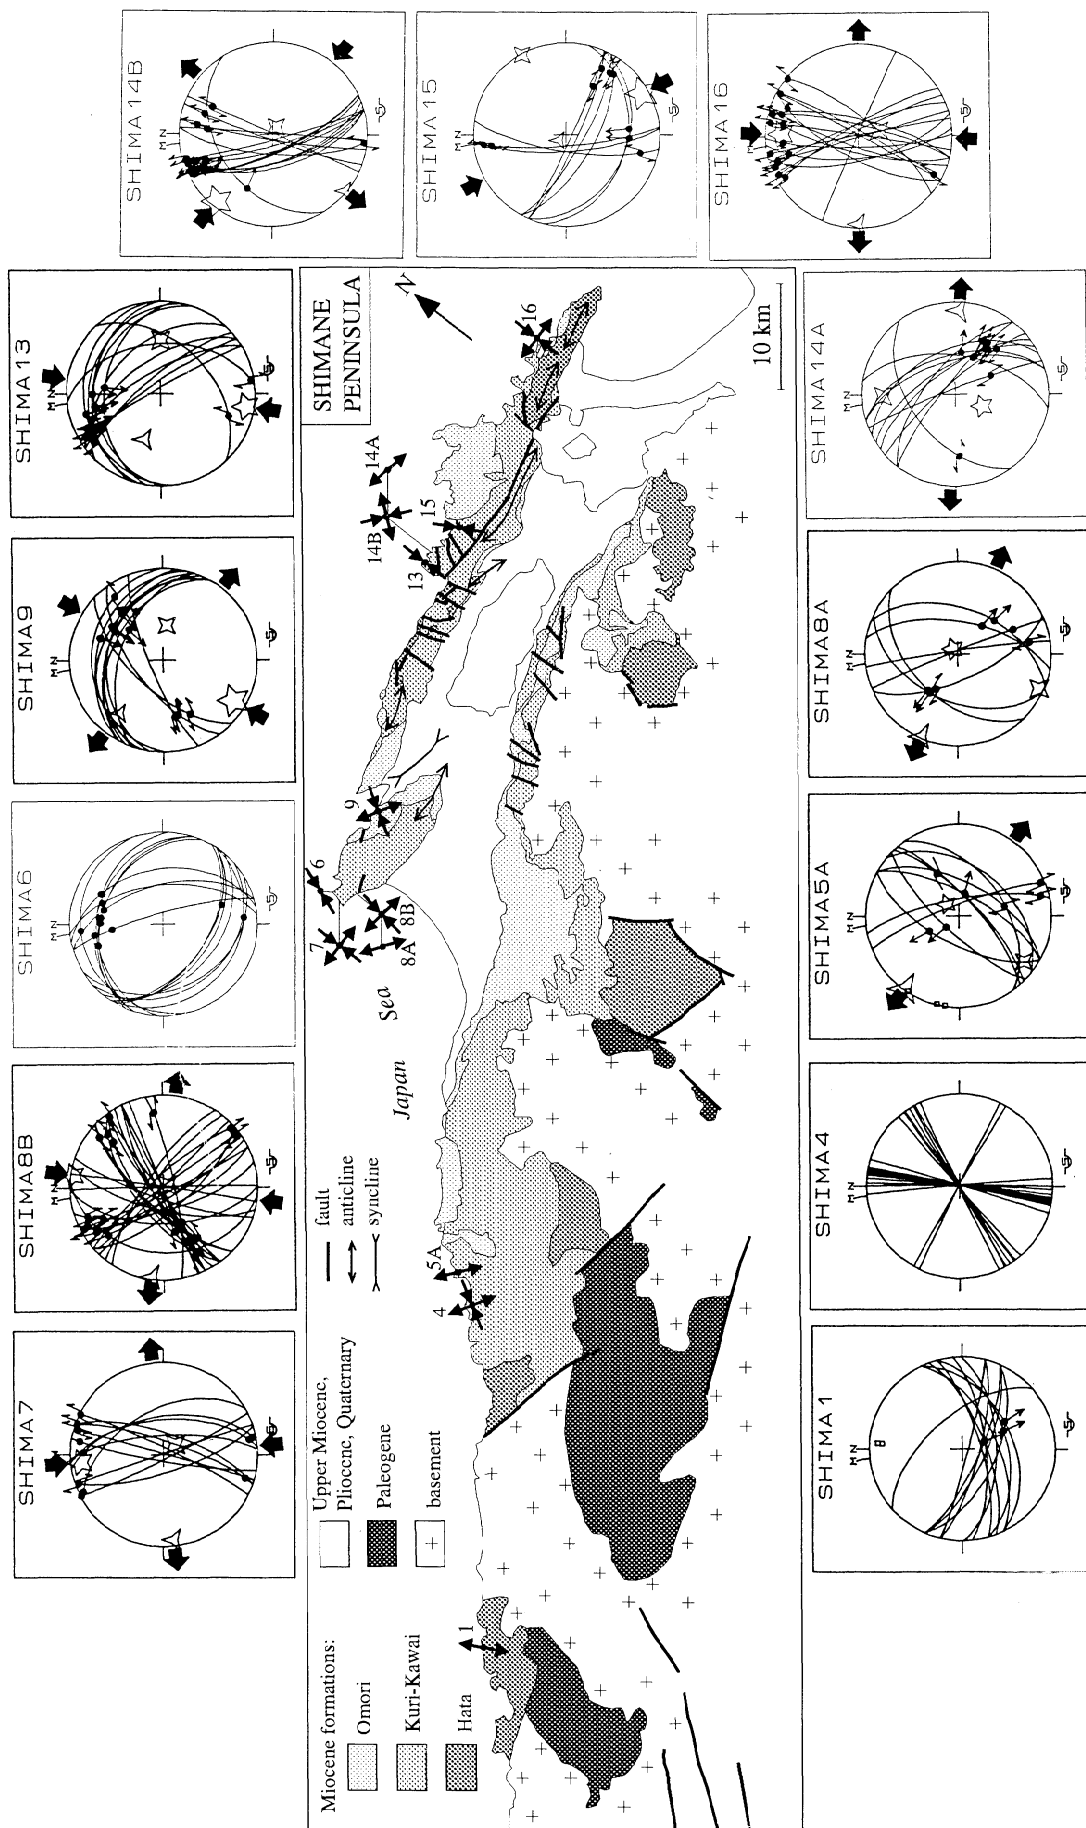 SHIMA14B
N
M
S
SHIMA15
N
M
S
SHIMA16
N
M
S
SHIMA13
N
M
S
SHIMANE
PENINSULA
N
10 km
16
14A
14B
15
13
9
6
7
8B
8A
5A
4
1
Sea
Japan
SHIMA14A
N
M
S
SHIMA9
N
M
S
SHIMA8A
N
M
S
SHIMA6
N
M
S
SHIMA5A
N
M
S
SHIMA8B
N
M
S
SHIMA4
N
M
S
SHIMA7
N
M
S
SHIMA1
N
M
S
Miocene formations:
Omori
Kuri-Kawai
Hata
Upper Miocene,
Pliocene, Quaternary
Paleogene
basement
fault
anticline
syncline